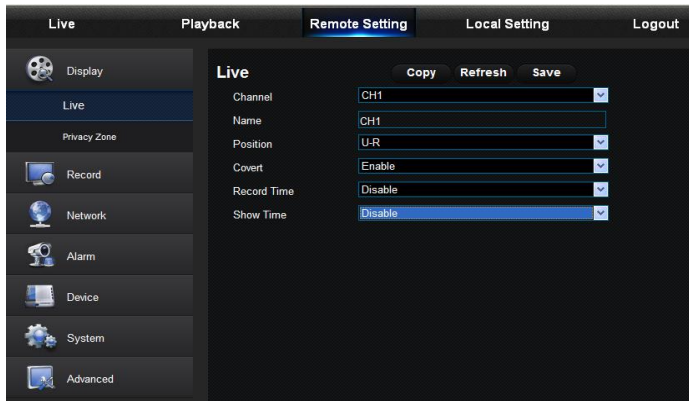 Live Playback Remote Setting Local Setting Logout
Display
Live
Privacy Zone
Record
Network
Alarm
Device
System
Advanced
Live Copy Refresh Save
Channel CH1
Name CH1
Position U-R
Covert Enable
Record Time Disable
Show Time Disable